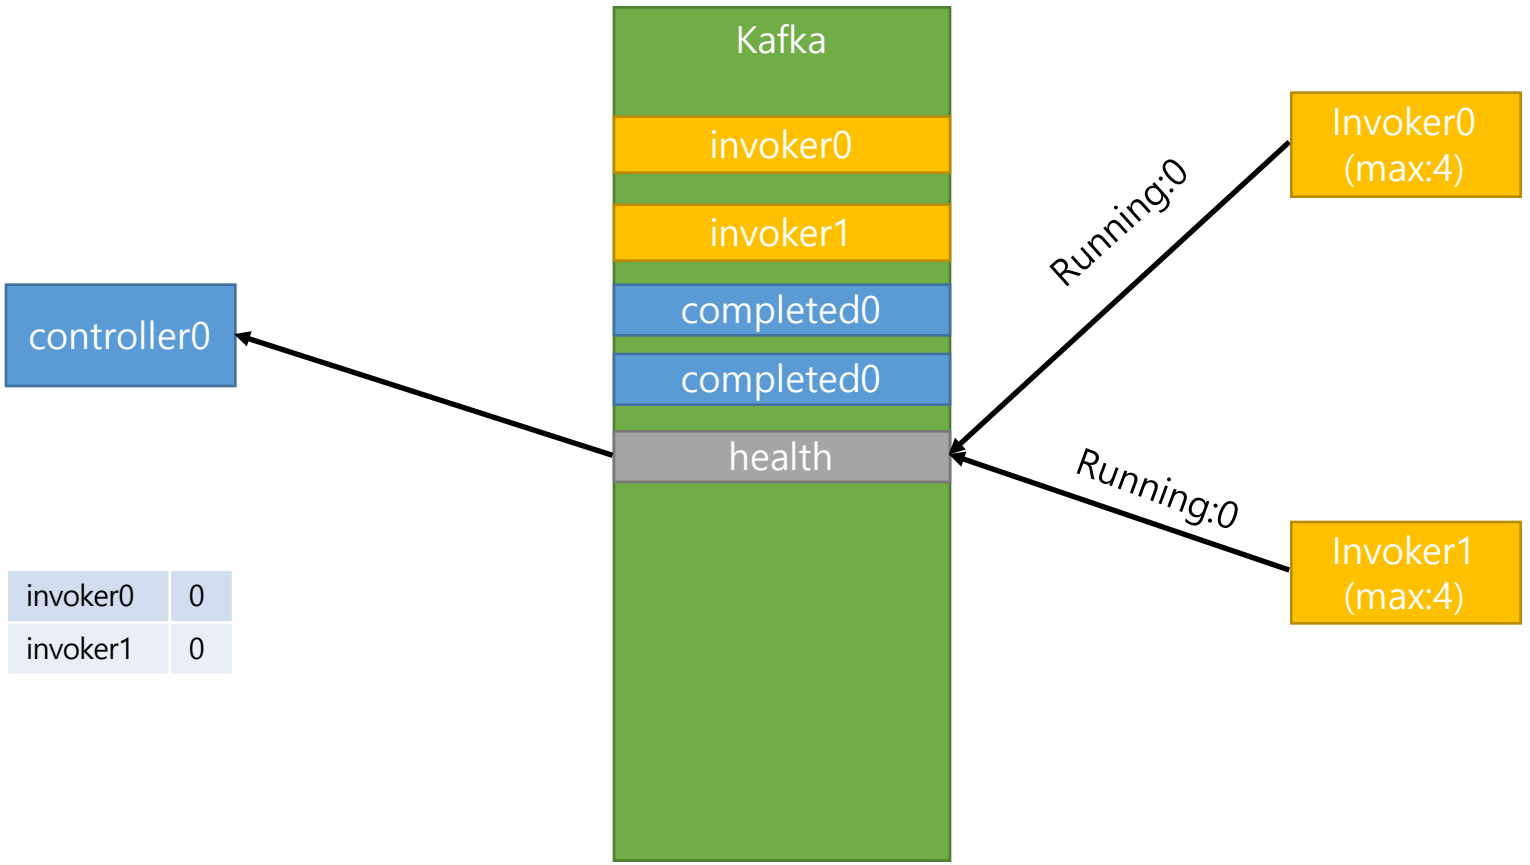 Kafka
invoker0
invoker1
completed0
completed0
health
controller0
invoker0 0
invoker1 0
Running:0
Running:0
Invoker0
(max:4)
Invoker1
(max:4)